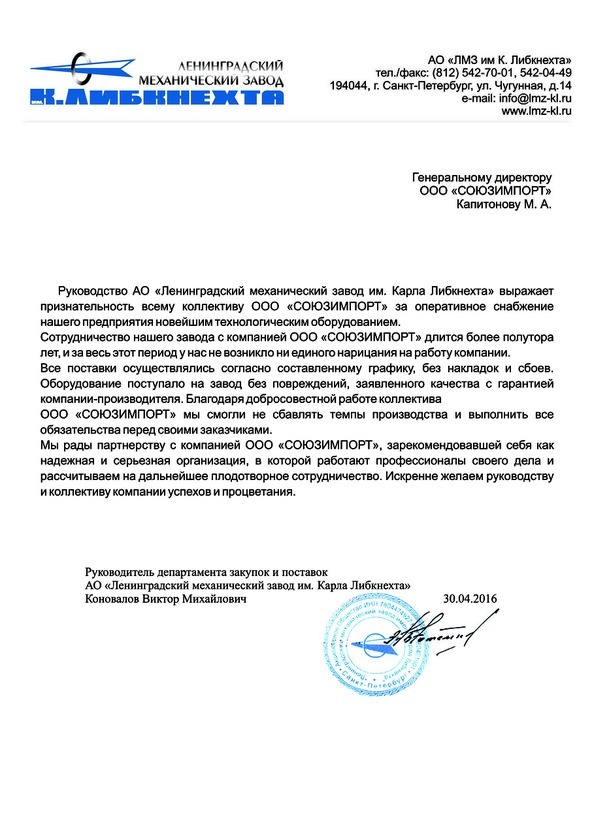 ЛЕНИНГРАДСКИЙ
МЕХАНИЧЕСКИЙ ЗАВОД
ИМ. К.ЛИБКНЕХТА
АО «ЛМЗ им К. Либкнехта»
тел./факс: (812) 542-70-01, 542-04-49
194044, г. Санкт-Петербург, ул. Чугунная, д.14
e-mail: info@lmz-kl.ru
www.lmz-kl.ru
Генеральному директору
ООО «СОЮЗИМПОРТ»
Капитонову М. А.
Руководство АО «Ленинградский механический завод им. Карла Либкнехта» выражает
признательность всему коллективу ООО «СОЮЗИМПОРТ» за оперативное снабжение
нашего предприятия новейшим технологическим оборудованием.
Сотрудничество нашего завода с компанией ООО «СОЮЗИМПОРТ» длится более полутора
лет, и за весь этот период у нас не возникло ни единого нарицания на работу компании.
Все поставки осуществлялись согласно составленному графику, без накладок и сбоев.
Оборудование поступало на завод без повреждений, заявленного качества с гарантией
компании-производителя. Благодаря добросовестной работе коллектива
ООО «СОЮЗИМПОРТ» мы смогли не сбавлять темпы производства и выполнить все
обязательства перед своими заказчиками.
Мы рады партнерству с компанией ООО «СОЮЗИМПОРТ», зарекомендовавшей себя как
надежная и серьезная организация, в которой работают профессионалы своего дела и
рассчитываем на дальнейшее плодотворное сотрудничество. Искренне желаем руководству
и коллективу компании успехов и процветания.
Руководитель департамента закупок и поставок
АО «Ленинградский механический завод им. Карла Либкнехта»
Коновалов Виктор Михайлович 30.04.2016
Санкт-Петербург